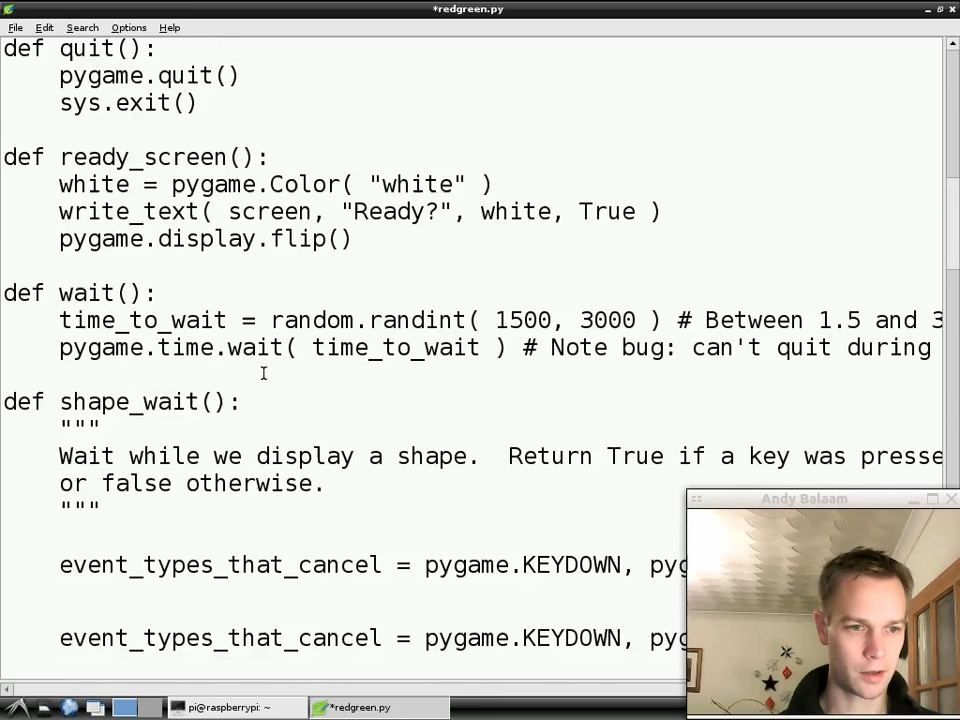 *redgreen.py
File Edit Search Options Help
def quit():
    pygame.quit()
    sys.exit()
def ready_screen():
    white = pygame.Color( "white" )
    write_text( screen, "Ready?", white, True )
    pygame.display.flip()
def wait():
    time_to_wait = random.randint( 1500, 3000 ) # Between 1.5 and 3
    pygame.time.wait( time_to_wait ) # Note bug: can't quit during
def shape_wait():
    """
    Wait while we display a shape.  Return True if a key was presse
    or false otherwise.
    """
Andy Balaam
    event_types_that_cancel = pygame.KEYDOWN, pyg
    event_types_that_cancel = pygame.KEYDOWN, pyg
pi@raspberrypi: ~
*redgreen.py